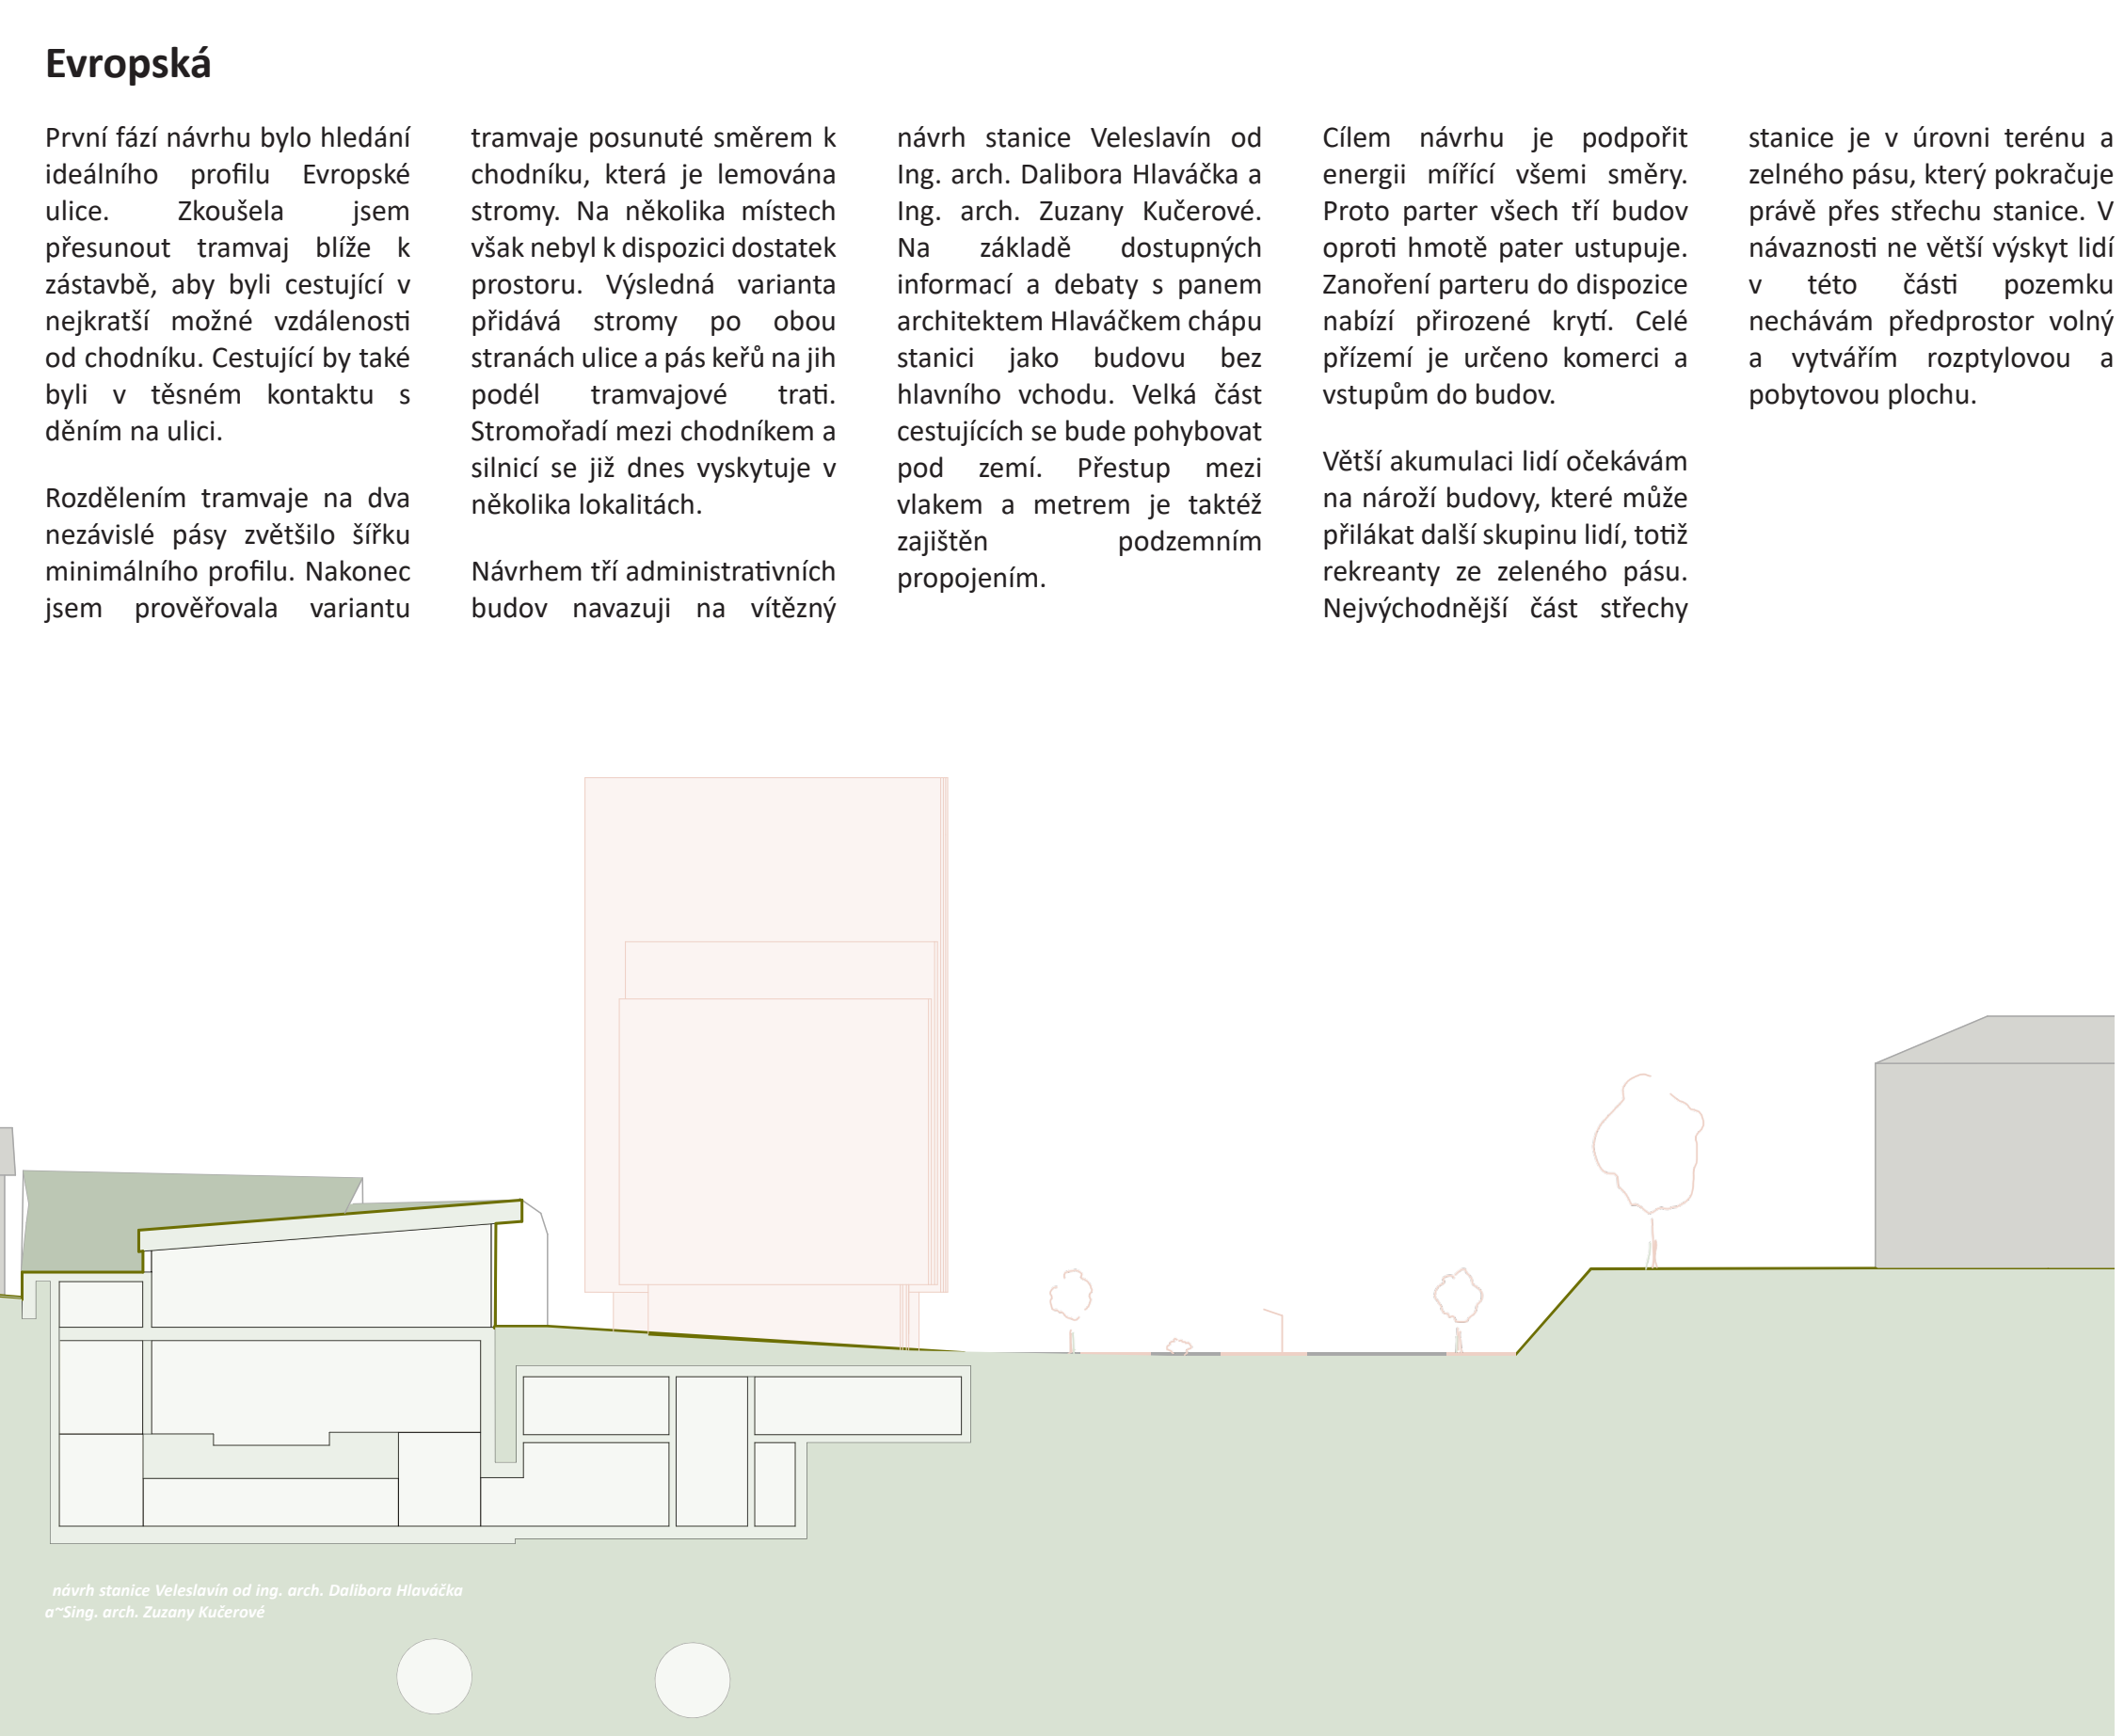 Evropská
První fází návrhu bylo hledání
ideálního profilu Evropské
ulice. Zkoušela jsem
přesunout tramvaj blíže k
zástavbě, aby byli cestující v
nejkratší možné vzdálenosti
od chodníku. Cestující by také
byli v těsném kontaktu s
děním na ulici.
Rozdělením tramvaje na dva
nezávislé pásy zvětšilo šířku
minimálního profilu. Nakonec
jsem prověřovala variantu
tramvaje posunuté směrem k
chodníku, která je lemována
stromy. Na několika místech
však nebyl k dispozici dostatek
prostoru. Výsledná varianta
přidává stromy po obou
stranách ulice a pás keřů na jih
podél tramvajové trati.
Stromořadí mezi chodníkem a
silnicí se již dnes vyskytuje v
několika lokalitách.
Návrhem tří administrativních
budov navazuji na vítězný
návrh stanice Veleslavín od
Ing. arch. Dalibora Hlaváčka a
Ing. arch. Zuzany Kučerové.
Na základě dostupných
informací a debaty s panem
architektem Hlaváčkem chápu
stanici jako budovu bez
hlavního vchodu. Velká část
cestujících se bude pohybovat
pod zemí. Přestup mezi
vlakem a metrem je taktéž
zajištěn podzemním
propojením.
Cílem návrhu je podpořit
energii mířící všemi směry.
Proto parter všech tří budov
oproti hmotě pater ustupuje.
Zanoření parteru do dispozice
nabízí přirozené krytí. Celé
přízemí je určeno komerci a
vstupům do budov.
Větší akumulaci lidí očekávám
na nároží budovy, které může
přilákat další skupinu lidí, totiž
rekreanty ze zeleného pásu.
Nejvýchodnější část střechy
stanice je v úrovni terénu a
zelného pásu, který pokračuje
právě přes střechu stanice. V
návaznosti ne větší výskyt lidí
v této části pozemku
nechávám předprostor volný
a vytvářím rozptylovou a
pobytovou plochu.
návrh stanice Veleslavín od ing. arch. Dalibora Hlaváčka
a~Sing. arch. Zuzany Kučerové